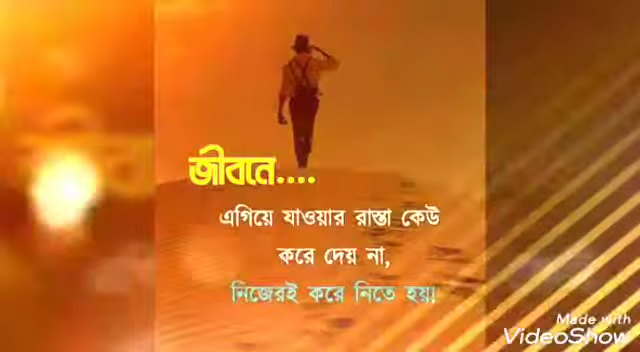 জীবনে....
এগিয়ে যাওয়ার রাস্তা কেউ
করে দেয় না,
নিজেরই করে নিতে হয়!
Made with
VideoShow